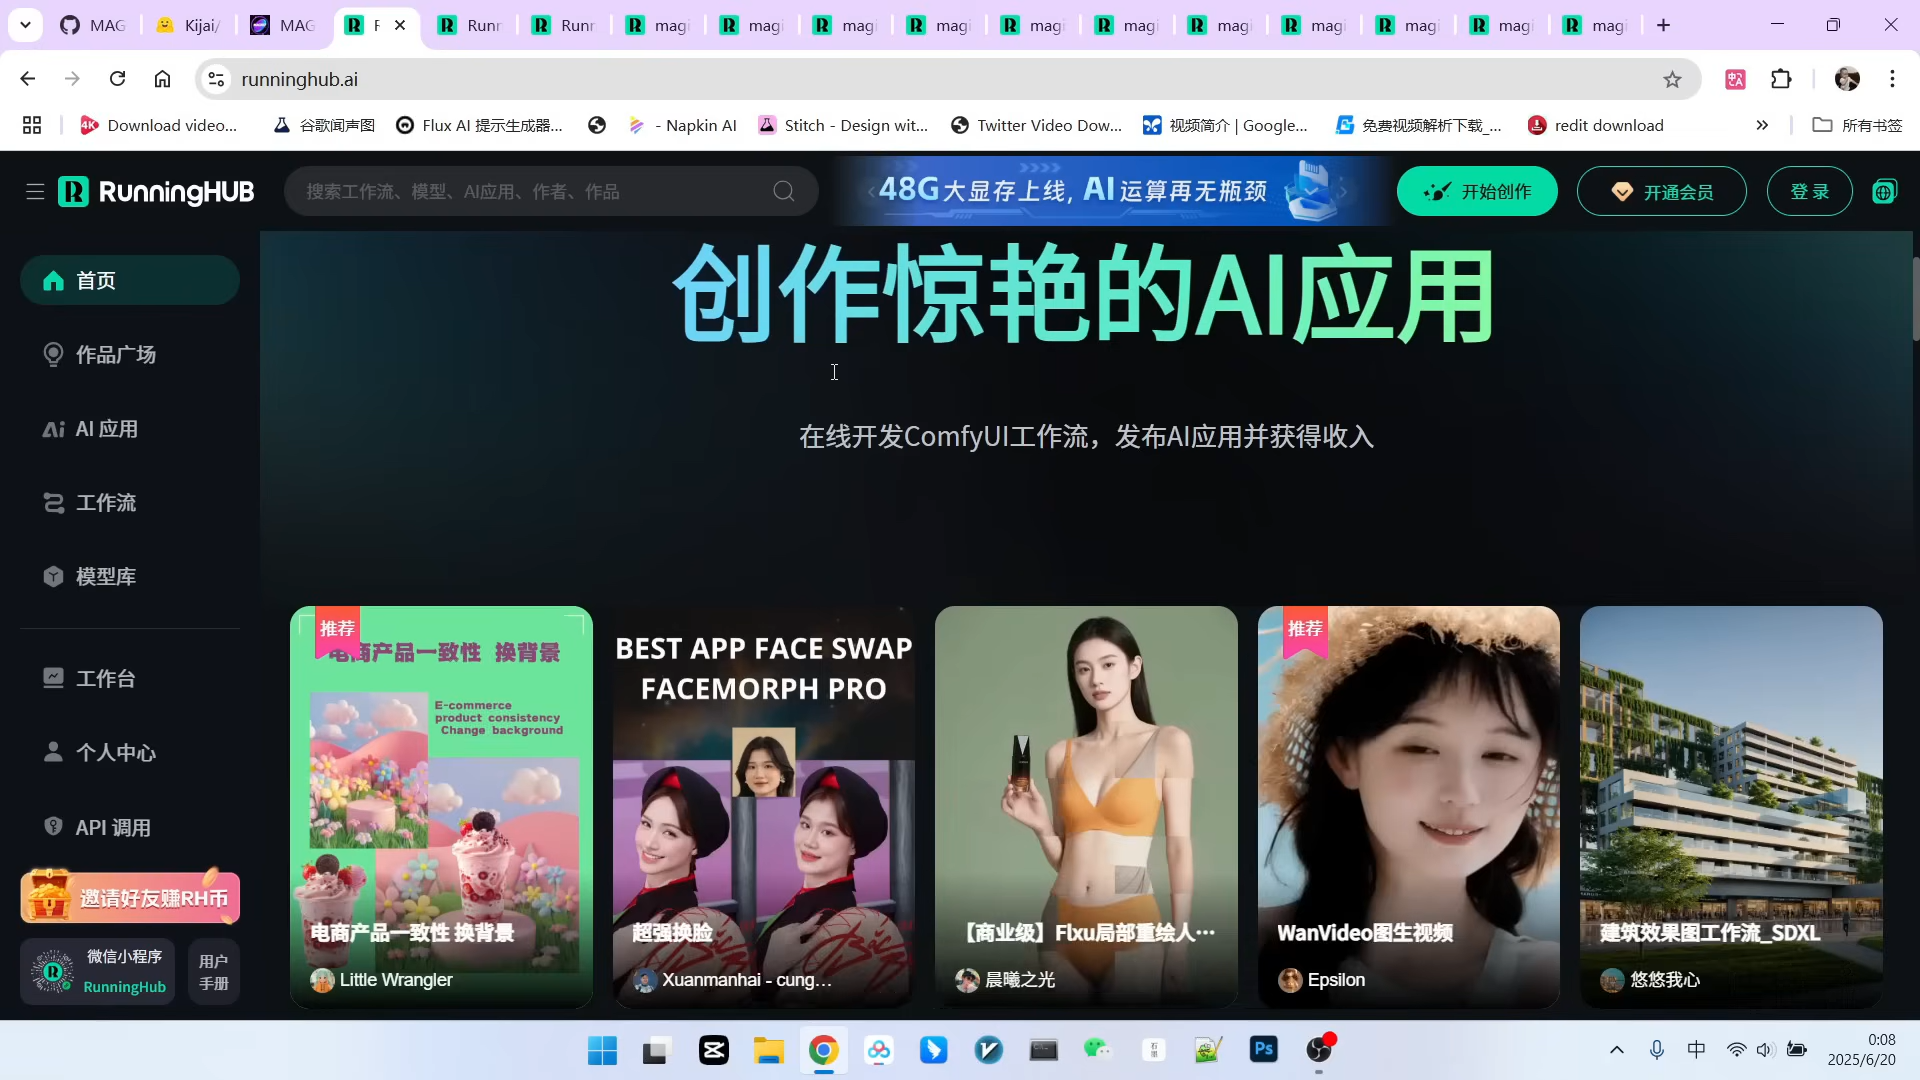 MAG
Kijai/
MAG
R
Runn
Runn
magi
magi
magi
magi
magi
magi
magi
magi
magi
magi
magi
runninghub.ai
Download video...
谷歌闻声图
Flux AI 提示生成器...
- Napkin AI
Stitch - Design wit...
Twitter Video Dow...
视频简介 | Google...
免费视频解析下载_...
redit download
所有书签
RunningHUB
搜索工作流、模型、AI应用、作者、作品
48G大显存上线, AI运算再无瓶颈
开始创作
开通会员
登 录
首页
作品广场
AI 应用
工作流
模型库
工作台
个人中心
API 调用
邀请好友赚RH币
微信小程序
RunningHub
用户
手册
创作惊艳的AI应用
在线开发ComfyUI工作流，发布AI应用并获得收入
推荐
电商产品一致性 换背景
E-commerce
product consistency
Change background
电商产品一致性 换背景
Little Wrangler
BEST APP FACE SWAP
FACEMORPH PRO
超强换脸
Xuanmanhai - cung...
【商业级】Flxu局部重绘人...
晨曦之光
推荐
WanVideo图生视频
Epsilon
建筑效果图工作流_SDXL
悠悠我心
Ps
中
0:08
2025/6/20